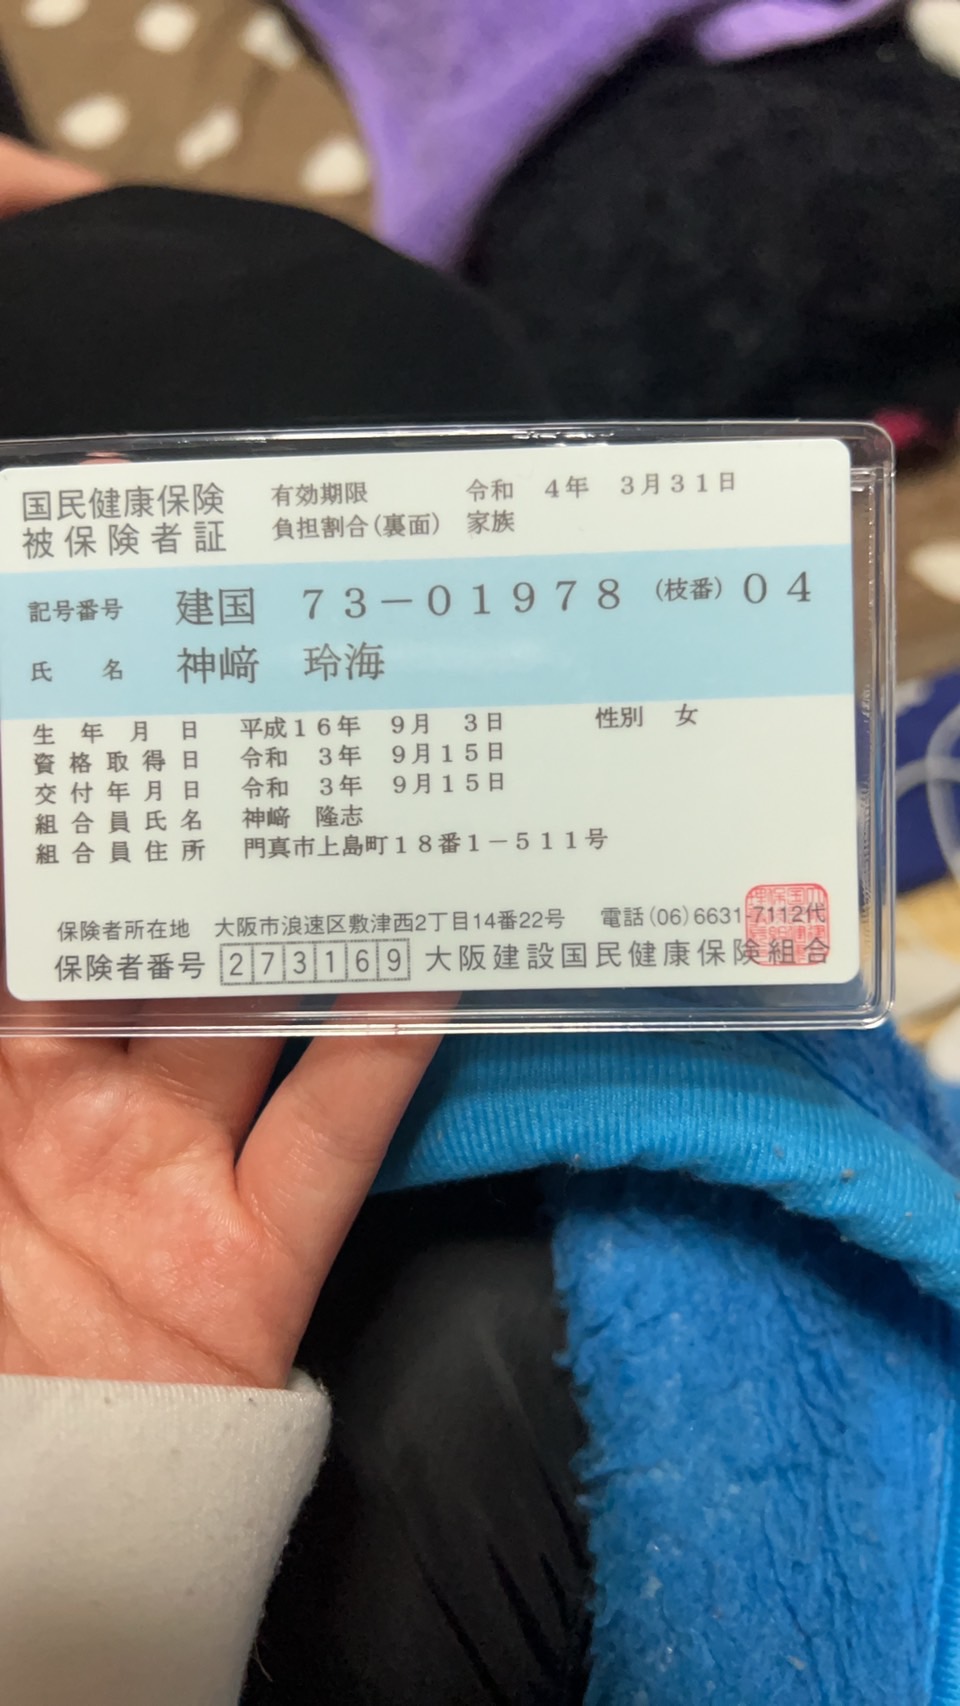 国民健康保険
被保険者証
有効期限 令和 4年 3月31日
負担割合(裏面) 家族
記号番号 建国 73-01978 (枝番) 04
氏名 神﨑 玲海
生年月日 平成16年 9月 3日 性別 女
資格取得日 令和 3年 9月15日
交付年月日 令和 3年 9月15日
組合員氏名 神﨑 隆志
組合員住所 門真市上島町18番1-511号
保険者所在地 大阪市浪速区敷津西2丁目14番22号 電話(06)6631-7112代
保険者番号 273169 大阪建設国民健康保険組合